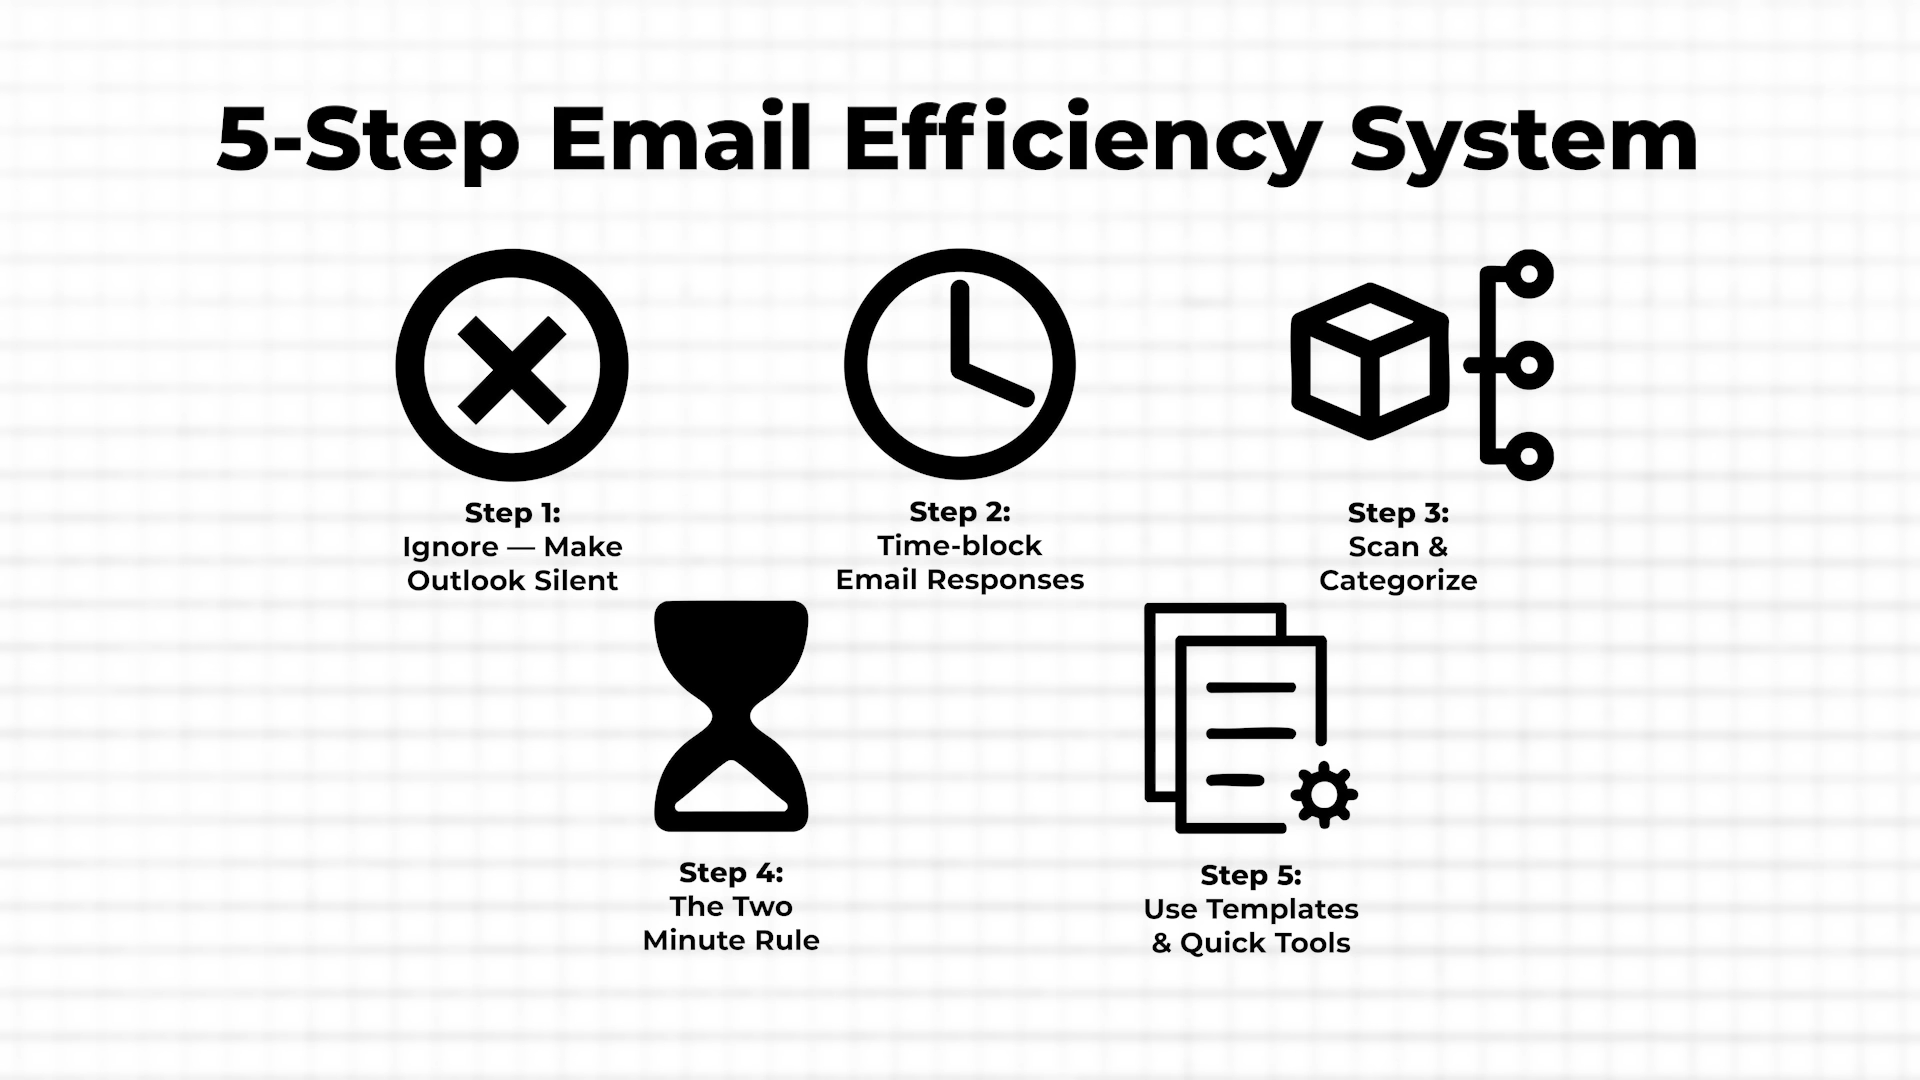 5-Step Email Efficiency System
Step 1:
Ignore — Make
Outlook Silent
Step 2:
Time-block
Email Responses
Step 3:
Scan &
Categorize
Step 4:
The Two
Minute Rule
Step 5:
Use Templates
& Quick Tools